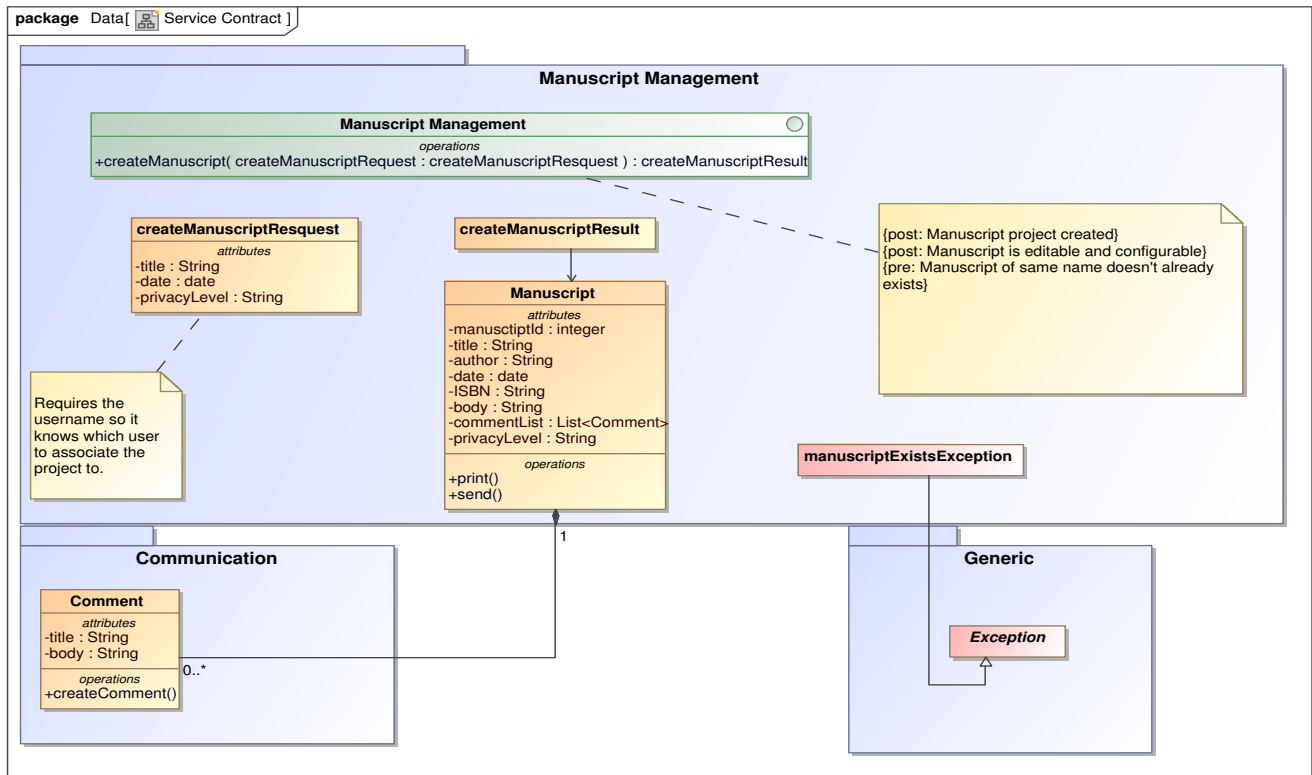 package Data[ Service Contract ]
Manuscript Management
Manuscript Management
operations
+createManuscript( createManuscriptRequest : createManuscriptResquest ) : createManuscriptResult
createManuscriptResquest
attributes
-title : String
-date : date
-privacyLevel : String
createManuscriptResult
{post: Manuscript project created}
{post: Manuscript is editable and configurable}
{pre: Manuscript of same name doesn't already
exists}
Manuscript
attributes
-manusctiptId : integer
-title : String
-author : String
-date : date
-ISBN : String
-body : String
-commentList : List<Comment>
-privacyLevel : String
operations
+print()
+send()
Requires the
username so it
knows which user
to associate the
project to.
manuscriptExistsException
1
Communication
Comment
attributes
-title : String
-body : String
operations
+createComment()
0..*
Generic
Exception